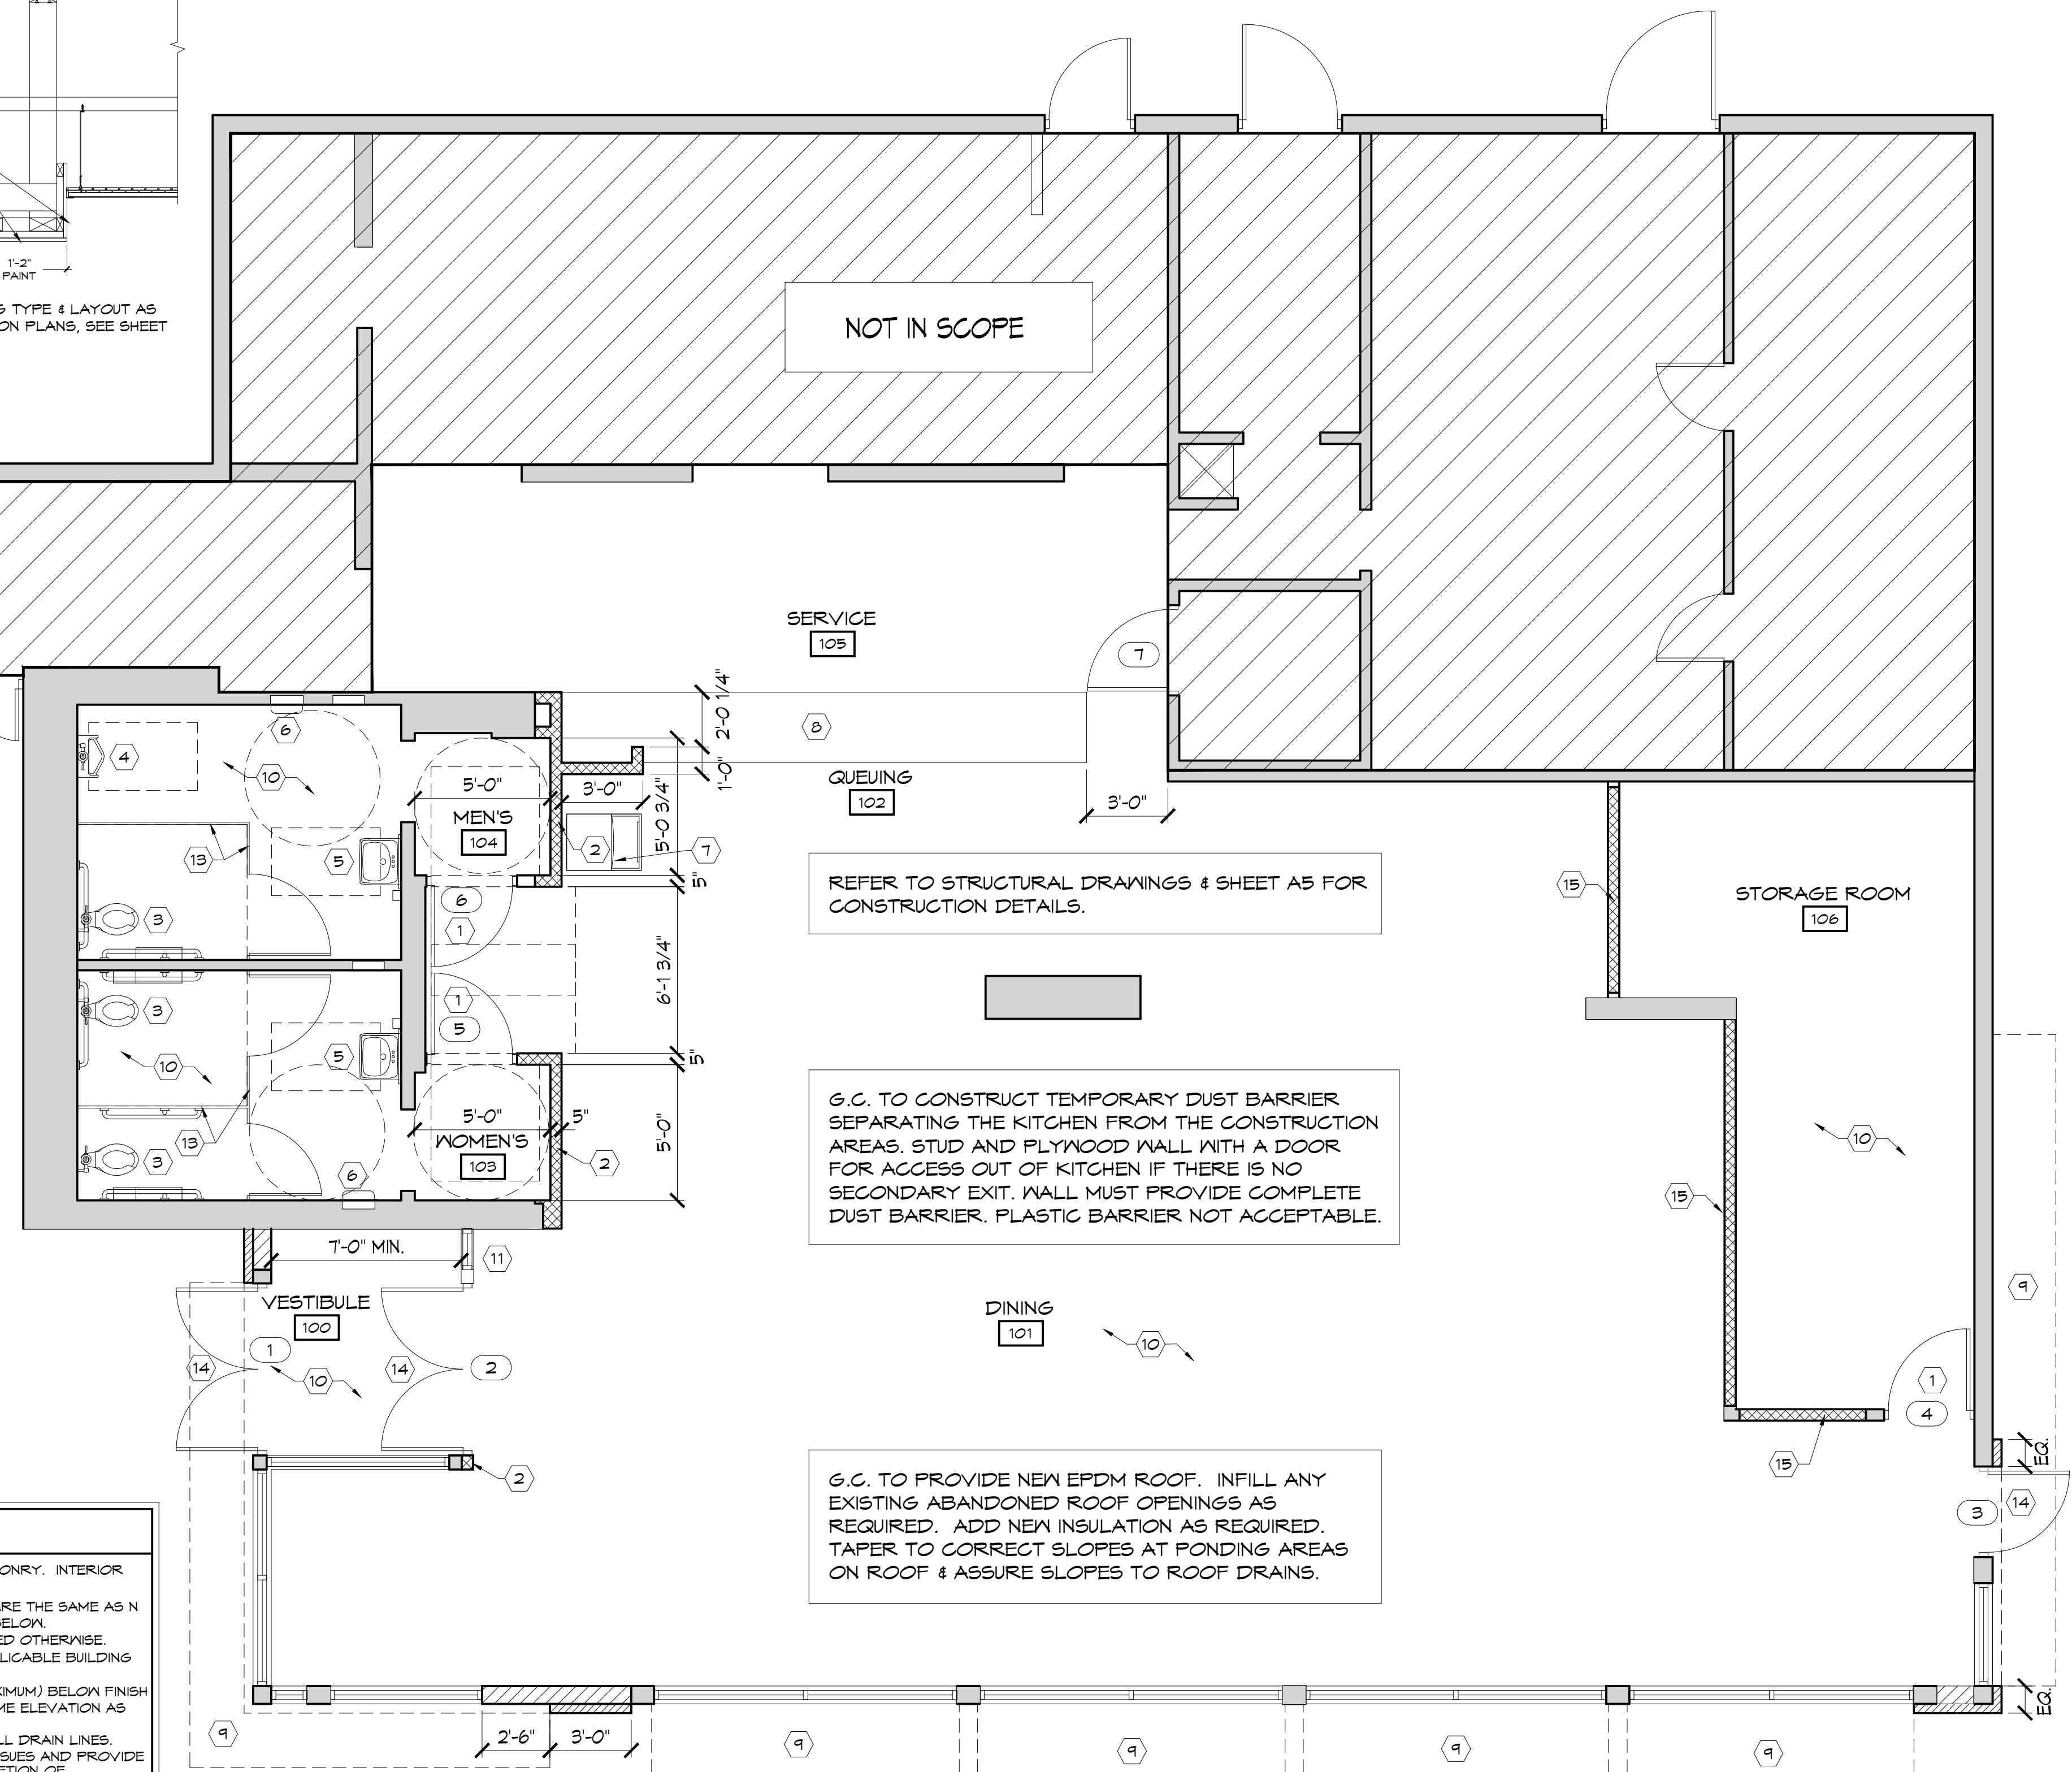 1'-2"
PAINT
S TYPE & LAYOUT AS
ON PLANS, SEE SHEET
NOT IN SCOPE
SERVICE
105
7
2'-0 1/4"
1'-0"
8
6
4
10
5'-0"
MEN'S
104
3'-0"
5'-0 3/4"
QUEUING
102
3'-0"
13
5
2
7
5"
REFER TO STRUCTURAL DRAWINGS & SHEET A5 FOR
CONSTRUCTION DETAILS.
15
STORAGE ROOM
106
3
6
1
6'-1 3/4"
3
1
5
5
10
5"
5'-0"
WOMEN'S
103
5"
5'-0"
13
3
6
2
G.C. TO CONSTRUCT TEMPORARY DUST BARRIER
SEPARATING THE KITCHEN FROM THE CONSTRUCTION
AREAS. STUD AND PLYWOOD WALL WITH A DOOR
FOR ACCESS OUT OF KITCHEN IF THERE IS NO
SECONDARY EXIT. WALL MUST PROVIDE COMPLETE
DUST BARRIER. PLASTIC BARRIER NOT ACCEPTABLE.
10
15
9
7'-0" MIN.
11
VESTIBULE
100
1
14
10
14
2
DINING
101
10
1
4
15
2
EQ.
14
3
G.C. TO PROVIDE NEW EPDM ROOF. INFILL ANY
EXISTING ABANDONED ROOF OPENINGS AS
REQUIRED. ADD NEW INSULATION AS REQUIRED.
TAPER TO CORRECT SLOPES AT PONDING AREAS
ON ROOF & ASSURE SLOPES TO ROOF DRAINS.
ONRY. INTERIOR
ARE THE SAME AS N
BELOW.
ED OTHERWISE.
LICABLE BUILDING
XIMUM) BELOW FINISH
ME ELEVATION AS
LL DRAIN LINES.
SSUES AND PROVIDE
9
2'-6"
3'-0"
9
9
9
9
EQ.